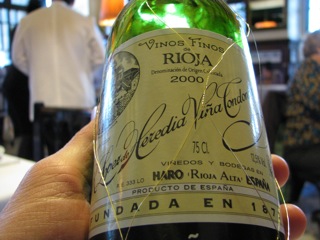 VINOS FINOS
DE
RIOJA
Denominación de Origen Calificada
2000
López de Heredia Viña Tondonia
75 Cl.
VIÑEDOS Y BODEGAS EN
HARO (RIOJA ALTA) ESPAÑA
PRODUCTO DE ESPAÑA
FUNDADA EN 187